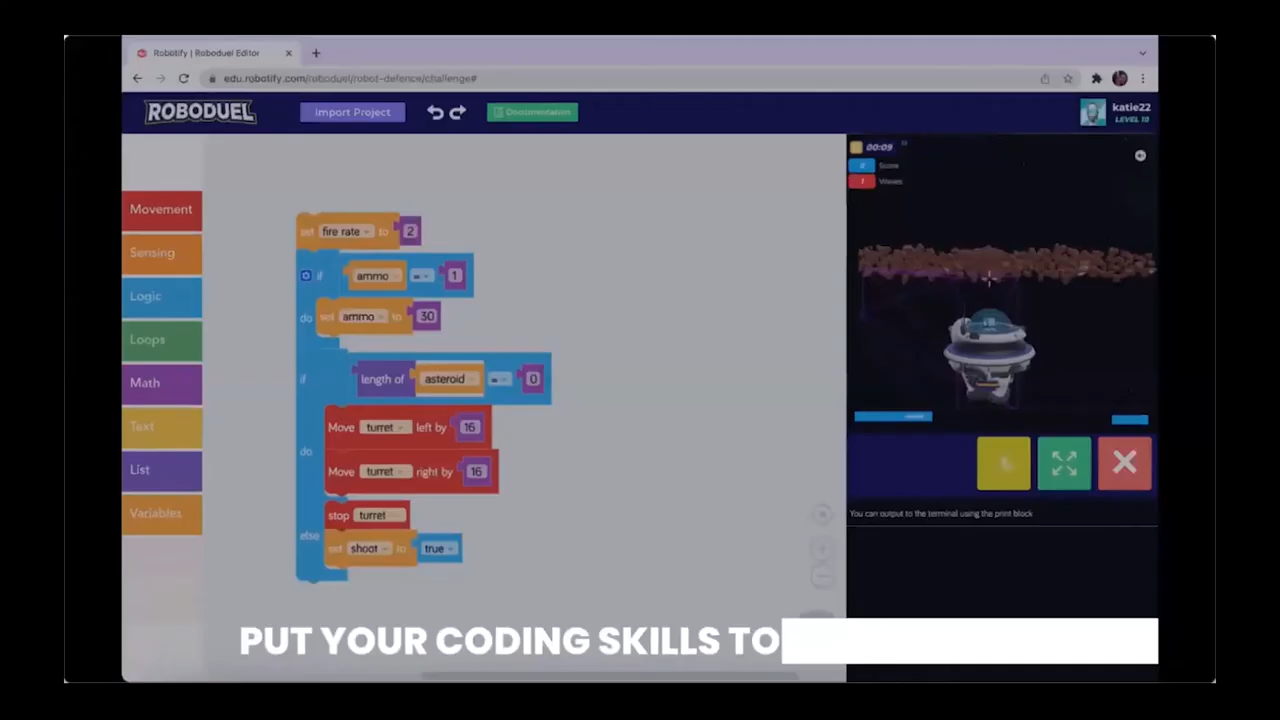 Robotify | Roboduel Editor
edu.robotify.com/roboduel/robot-defence/challenge#
ROBODUEL
Import Project
Documentation
katie22
LEVEL 10
Movement
Sensing
Logic
Loops
Math
Text
List
Variables
set fire rate to 2
if ammo = 1
do set ammo to 30
if length of asteroid = 0
do
Move turret left by 16
Move turret right by 16
else
stop turret
set shoot to true
00:09
0 Score
1 Waves
You can output to the terminal using the print block
PUT YOUR CODING SKILLS TO